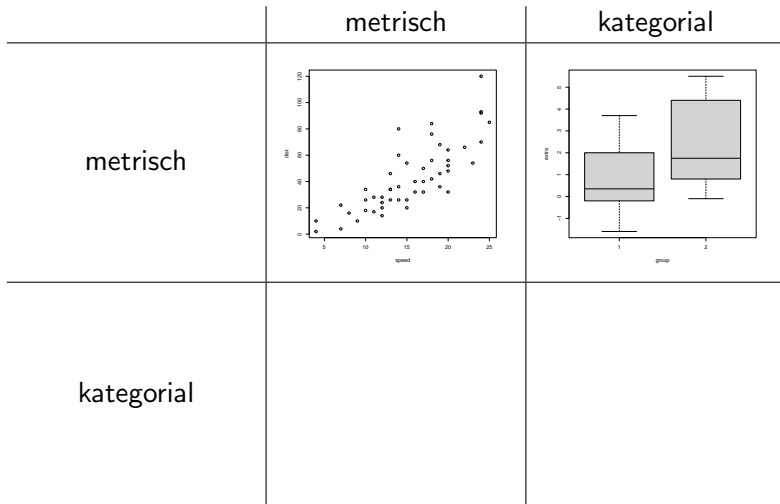 metrisch kategorial
metrisch
120
100
80
60
40
20
0
dist
5 10 15 20 25
speed
5
4
3
2
1
0
−1
extra
1 2
group
kategorial